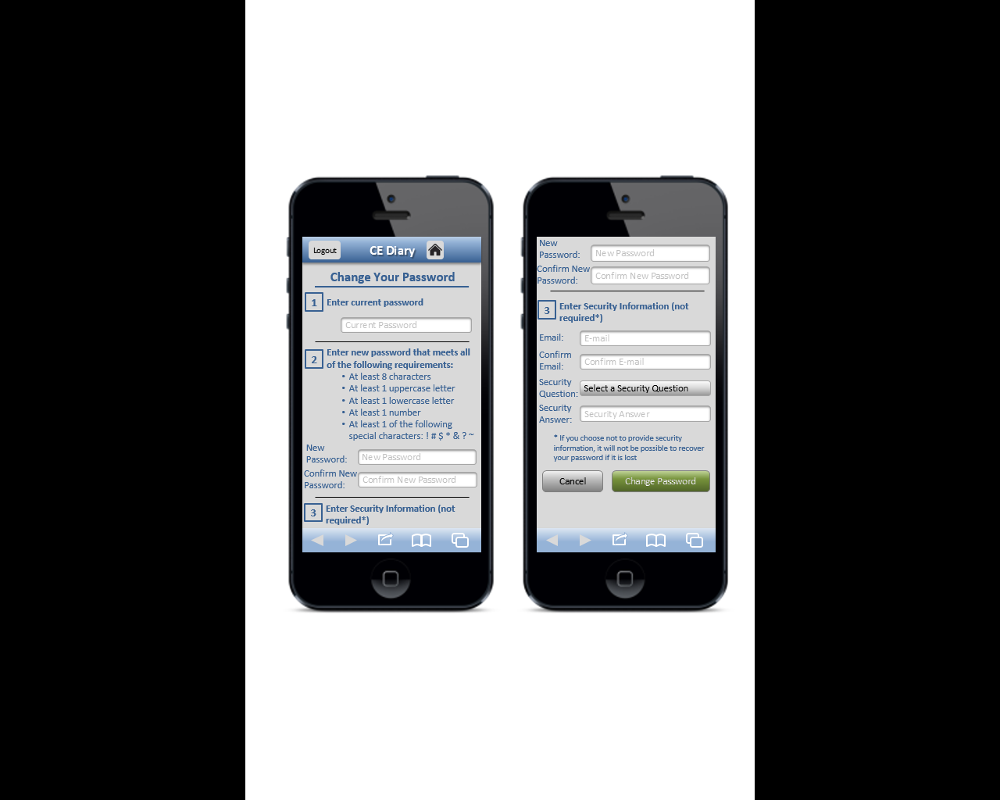 Logout
CE Diary
Change Your Password
1
Enter current password
Current Password
2
Enter new password that meets all
of the following requirements:
• At least 8 characters
• At least 1 uppercase letter
• At least 1 lowercase letter
• At least 1 number
• At least 1 of the following
special characters: ! # $ * & ? ~
New
Password:
New Password
Confirm New
Password:
Confirm New Password
3
Enter Security Information (not
required*)
New
Password:
New Password
Confirm New
Password:
Confirm New Password
3
Enter Security Information (not
required*)
Email:
E-mail
Confirm
Email:
Confirm E-mail
Security
Question:
Select a Security Question
Security
Answer:
Security Answer
* If you choose not to provide security
information, it will not be possible to recover
your password if it is lost
Cancel
Change Password